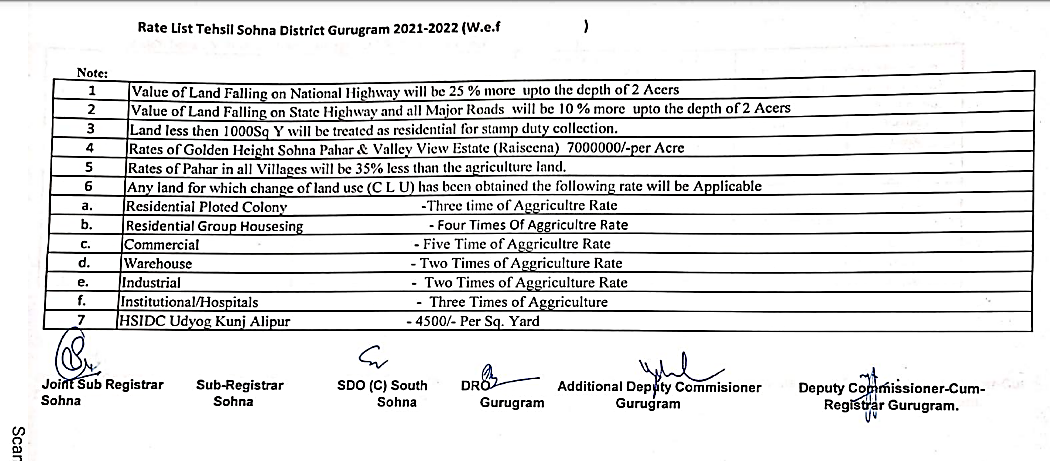 Rate List Tehsil Sohna District Gurugram 2021-2022 (W.e.f )
Note:
1 Value of Land Falling on National Highway will be 25 % more upto the depth of 2 Acers
2 Value of Land Falling on State Highway and all Major Roads will be 10 % more upto the depth of 2 Acers
3 Land less then 1000Sq Y will be treated as residential for stamp duty collection.
4 Rates of Golden Height Sohna Pahar & Valley View Estate (Raiseena) 7000000/-per Acre
5 Rates of Pahar in all Villages will be 35% less than the agriculture land.
6 Any land for which change of land use (C L U) has been obtained the following rate will be Applicable
a. Residential Ploted Colony -Three time of Aggricultre Rate
b. Residential Group Housesing - Four Times Of Aggricultre Rate
c. Commercial - Five Time of Aggricultre Rate
d. Warehouse - Two Times of Aggriculture Rate
e. Industrial - Two Times of Aggriculture Rate
f. Institutional/Hospitals - Three Times of Aggriculture
7 HSIDC Udyog Kunj Alipur - 4500/- Per Sq. Yard
Joint Sub Registrar Sub-Registrar SDO (C) South DRO Additional Deputy Commisioner Deputy Commissioner-Cum-
Sohna Sohna Sohna Gurugram Gurugram Registrar Gurugram.
Scan